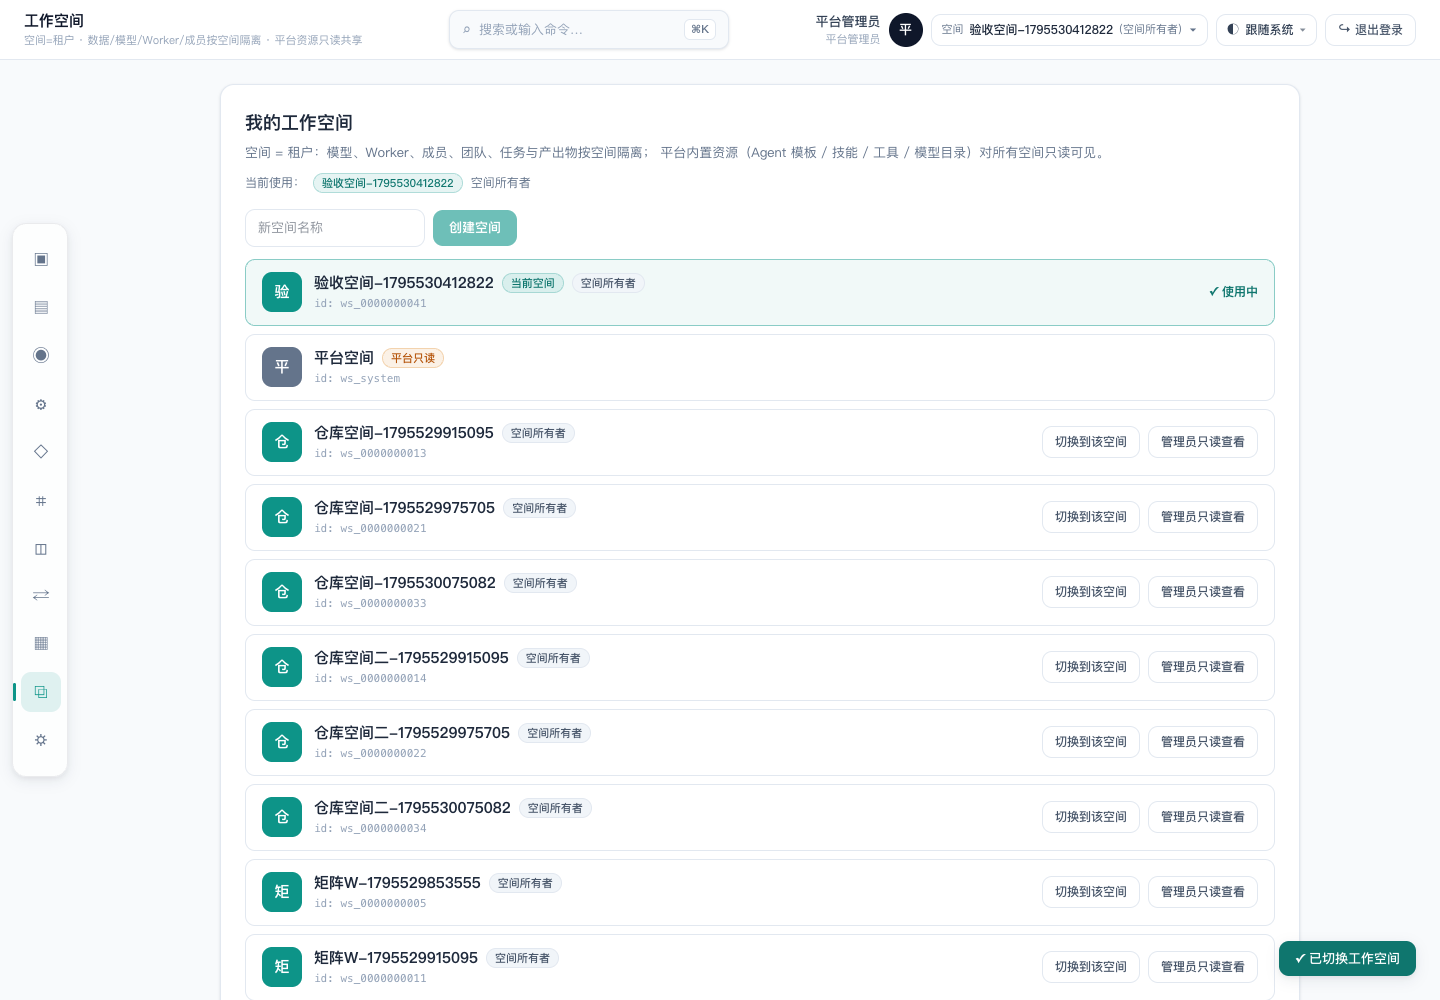 工作空间
空间=租户 · 数据/模型/Worker/成员按空间隔离 · 平台资源只读共享
搜索或输入命令…
⌘K
平台管理员
平台管理员
平
空间 验收空间-1795530412822 (空间所有者)
跟随系统
退出登录
我的工作空间
空间 = 租户：模型、Worker、成员、团队、任务与产出物按空间隔离； 平台内置资源（Agent 模板 / 技能 / 工具 / 模型目录）对所有空间只读可见。
当前使用： 验收空间-1795530412822 空间所有者
新空间名称
创建空间
验
验收空间-1795530412822 当前空间 空间所有者
id: ws_0000000041
✓ 使用中
平
平台空间 平台只读
id: ws_system
仓
仓库空间-1795529915095 空间所有者
id: ws_0000000013
切换到该空间 管理员只读查看
仓
仓库空间-1795529975705 空间所有者
id: ws_0000000021
切换到该空间 管理员只读查看
仓
仓库空间-1795530075082 空间所有者
id: ws_0000000033
切换到该空间 管理员只读查看
仓
仓库空间二-1795529915095 空间所有者
id: ws_0000000014
切换到该空间 管理员只读查看
仓
仓库空间二-1795529975705 空间所有者
id: ws_0000000022
切换到该空间 管理员只读查看
仓
仓库空间二-1795530075082 空间所有者
id: ws_0000000034
切换到该空间 管理员只读查看
矩
矩阵W-1795529853555 空间所有者
id: ws_0000000005
切换到该空间 管理员只读查看
矩
矩阵W-1795529915095 空间所有者
id: ws_0000000011
切换到该空间 管理员只读查看
✓ 已切换工作空间